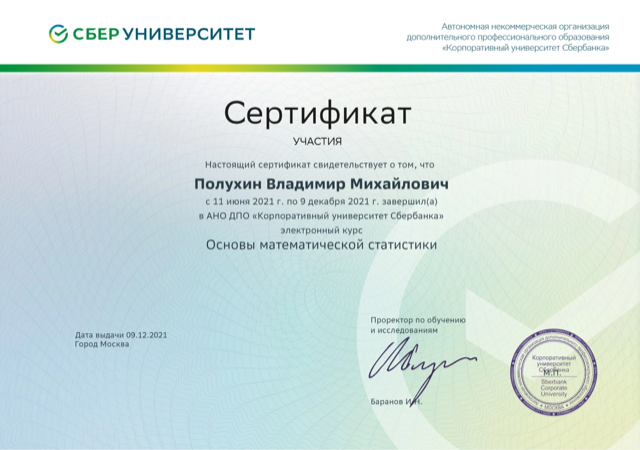 СБЕР УНИВЕРСИТЕТ
Автономная некоммерческая организация
дополнительного профессионального образования
«Корпоративный университет Сбербанка»
Сертификат
УЧАСТИЯ
Настоящий сертификат свидетельствует о том, что
Полухин Владимир Михайлович
с 11 июня 2021 г. по 9 декабря 2021 г. завершил(а)
в АНО ДПО «Корпоративный университет Сбербанка»
электронный курс
Основы математической статистики
Дата выдачи 09.12.2021
Город Москва
Проректор по обучению
и исследованиям
Баранов И.Н.
Корпоративный
университет
Сбербанка
М.П.
Sberbank
Corporate
University
МОСКВА